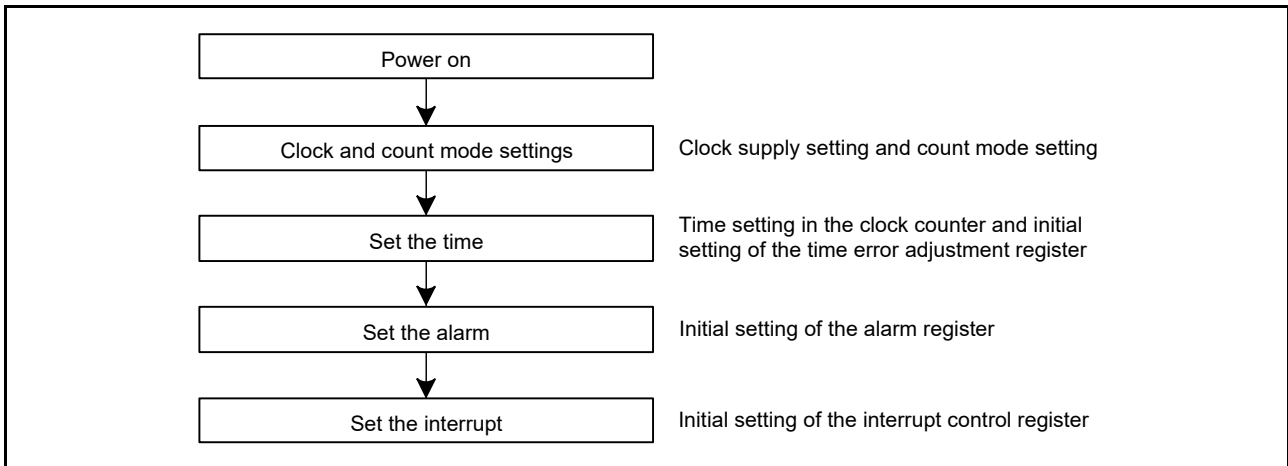 Power on
Clock and count mode settings
Clock supply setting and count mode setting
Set the time
Time setting in the clock counter and initial
setting of the time error adjustment register
Set the alarm
Initial setting of the alarm register
Set the interrupt
Initial setting of the interrupt control register